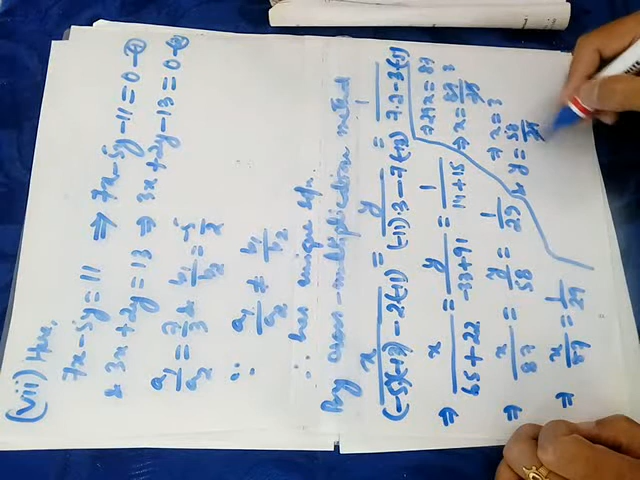 (vii) Here,
7x-5y=11 ⇒ 7x-5y-11=0-①
& 3x+2y=13 ⇒ 3x+2y-13=0-②
a₁/a₂ = 7/3 & b₁/b₂ = -5/2
∴ a₁/a₂ ≠ b₁/b₂
∴ has unique solⁿ.
By cross-multiplication method
x/((-5)(-13)-2(-11)) = y/((-11)·3-7(-13)) = 1/(7·2-3(-5))
⇒ x/(65+22) = y/(-33+91) = 1/(14+15)
⇒ x/87 = y/58 = 1/29
⇒ x/87 = 1/29
⇒ 29x=87
⇒ x = 87/29 3
⇒ x=3
& y = 58/29